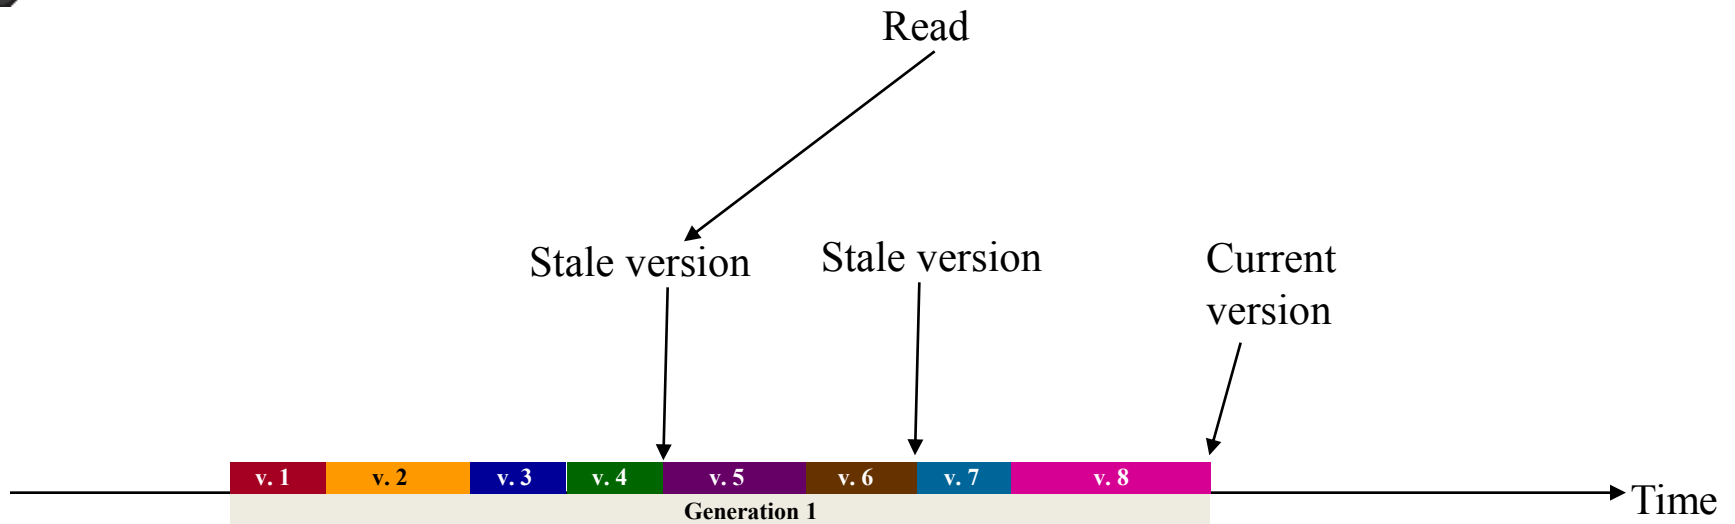 Read
Stale version
Stale version
Current
version
v. 1
v. 2
v. 3
v. 4
v. 5
v. 6
v. 7
v. 8
Generation 1
Time